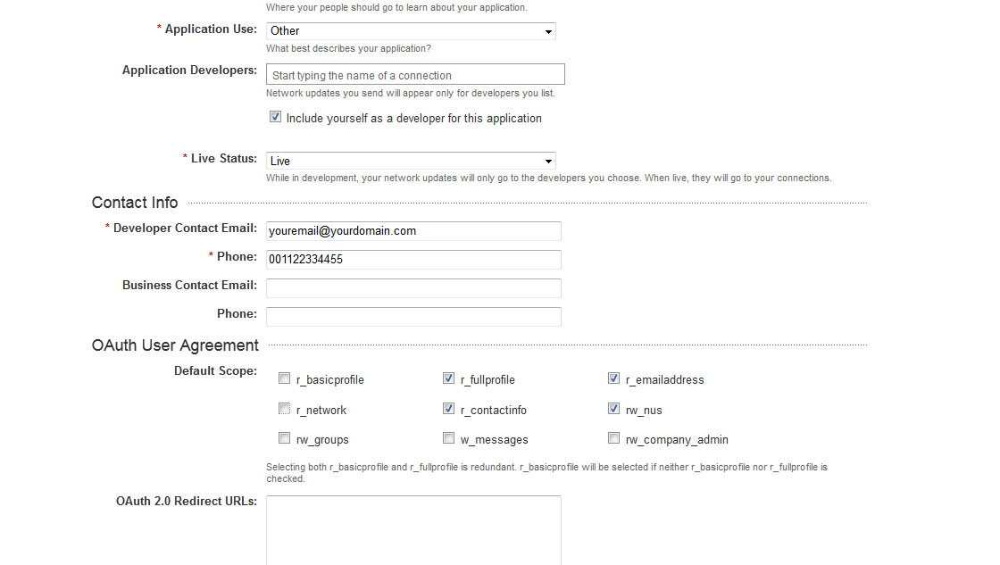 Where your people should go to learn about your application.
* Application Use: Other
What best describes your application?
Application Developers: Start typing the name of a connection
Network updates you send will appear only for developers you list.
Include yourself as a developer for this application
* Live Status: Live
While in development, your network updates will only go to the developers you choose. When live, they will go to your connections.
Contact Info
* Developer Contact Email: youremail@yourdomain.com
* Phone: 001122334455
Business Contact Email:
Phone:
OAuth User Agreement
Default Scope:
r_basicprofile r_fullprofile r_emailaddress
r_network r_contactinfo rw_nus
rw_groups w_messages rw_company_admin
Selecting both r_basicprofile and r_fullprofile is redundant. r_basicprofile will be selected if neither r_basicprofile nor r_fullprofile is
checked.
OAuth 2.0 Redirect URLs: